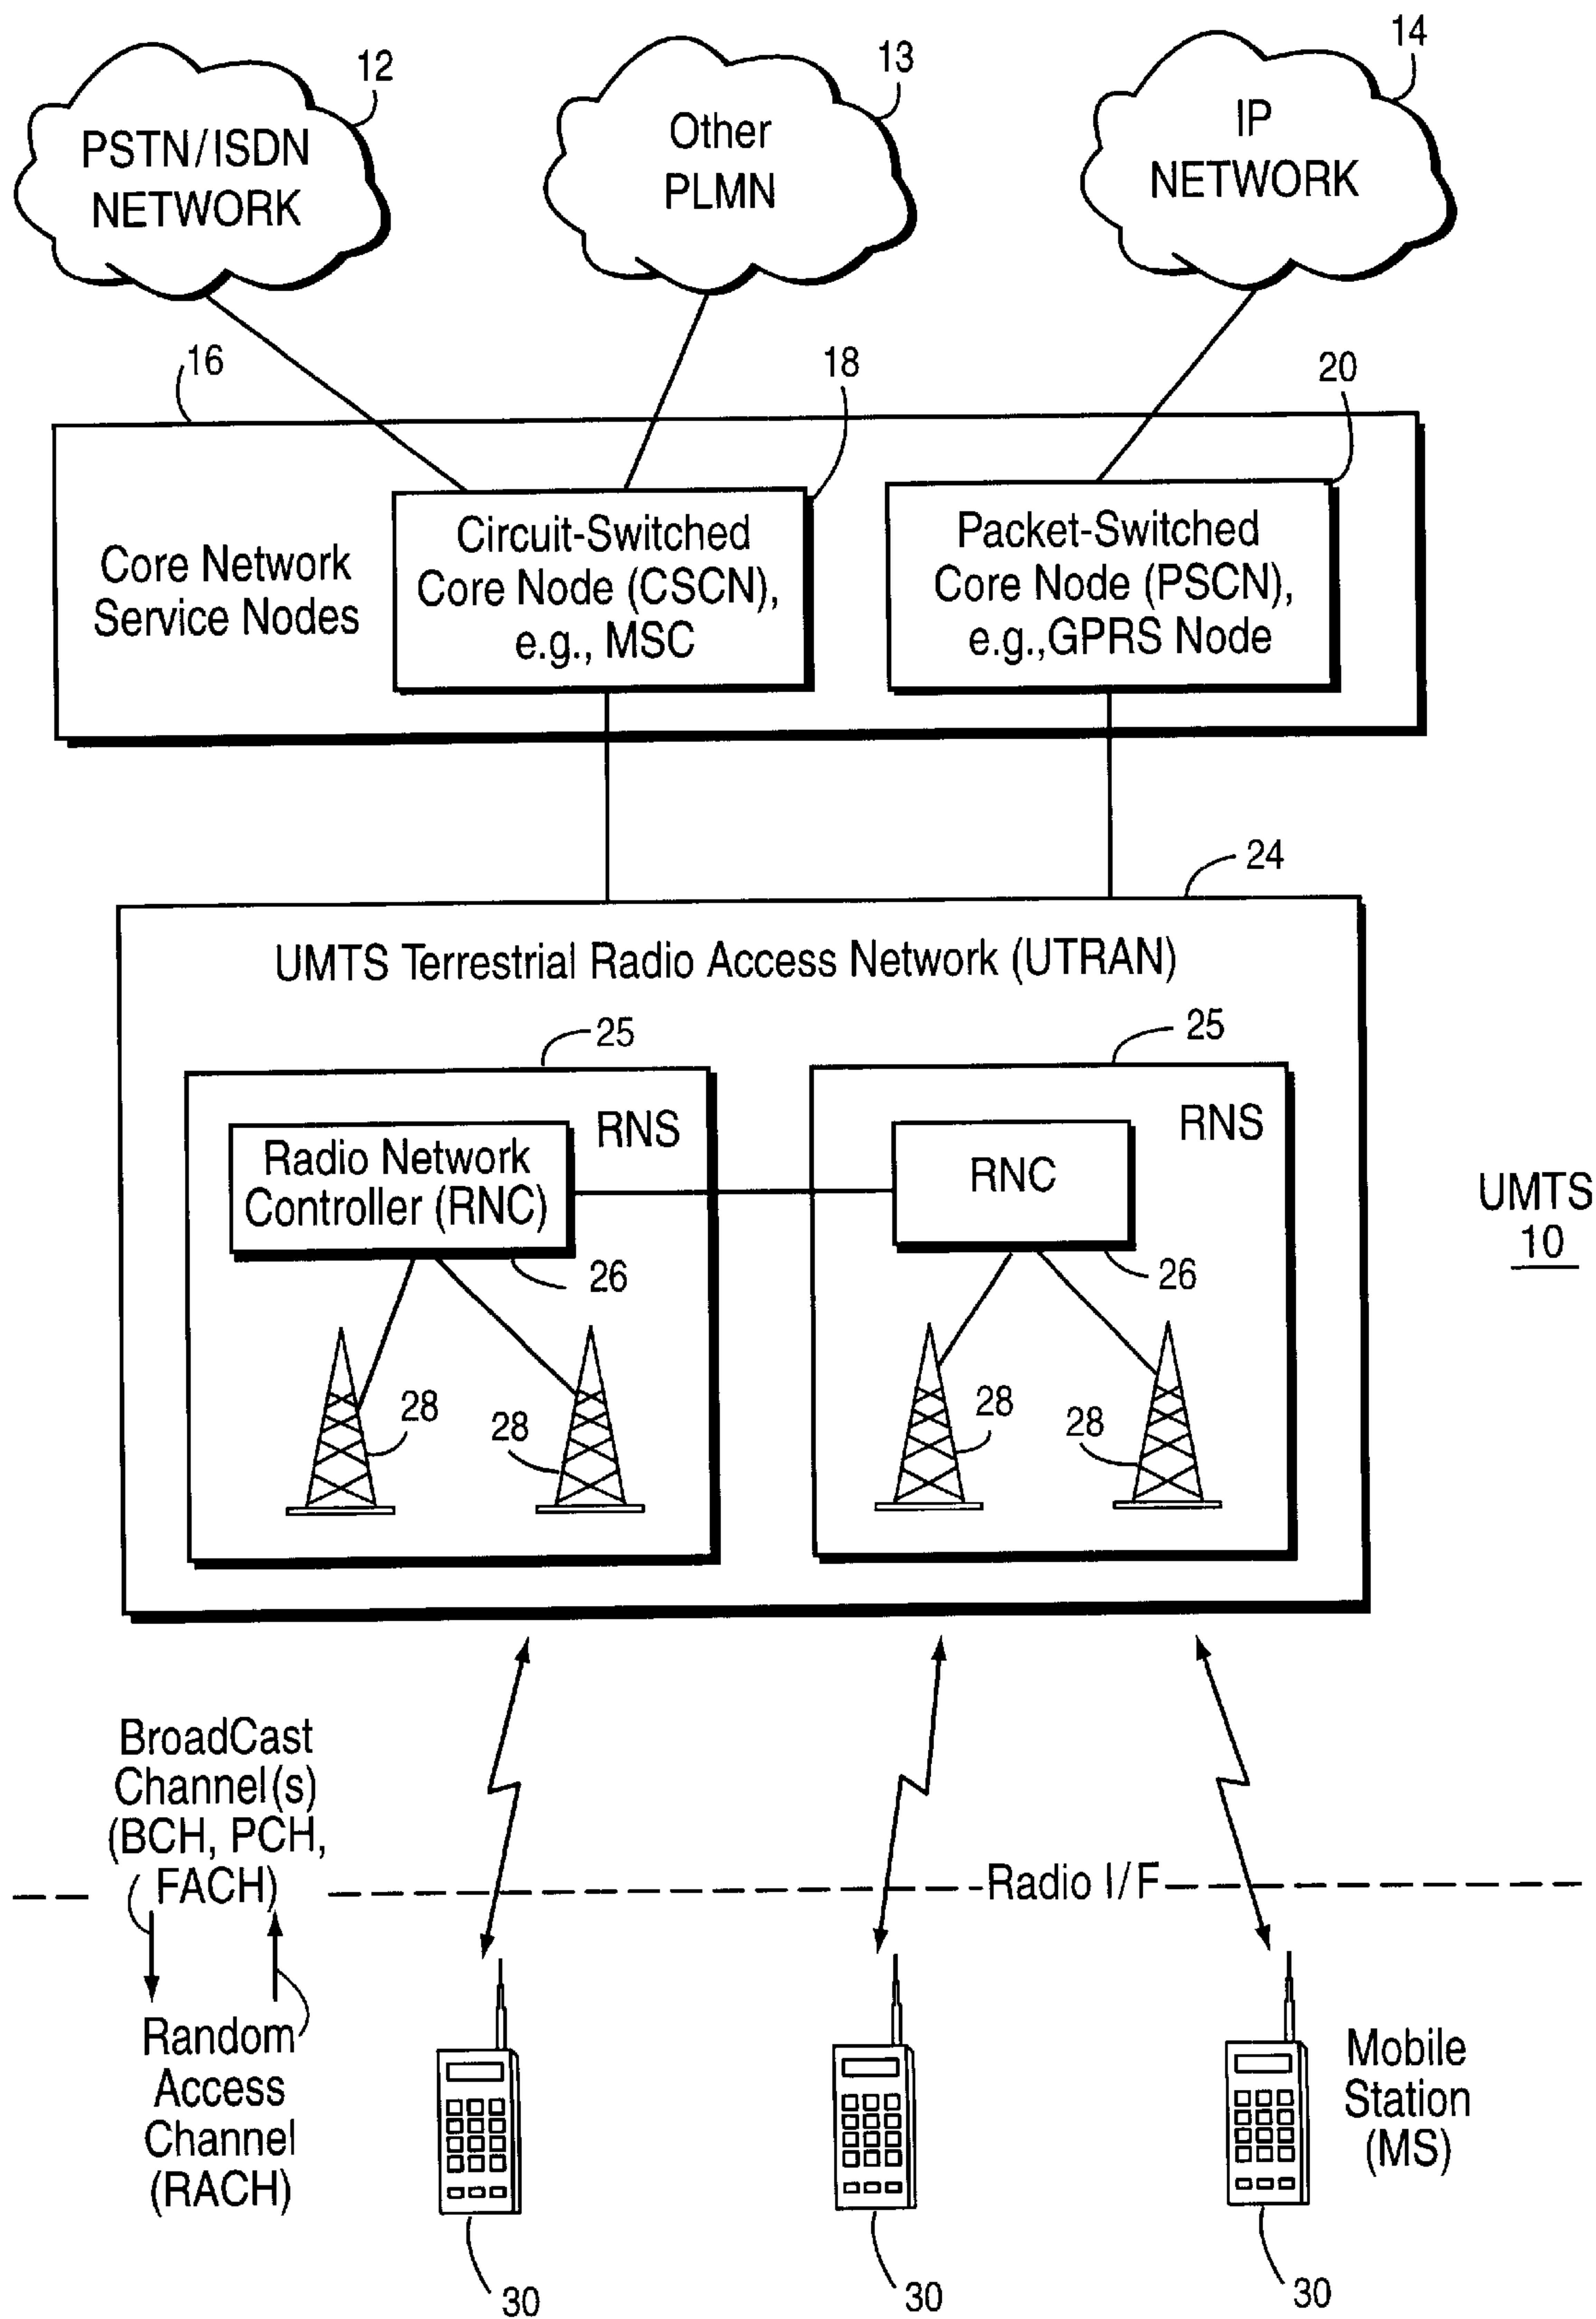 12
13
14
PSTN/ISDN
NETWORK
Other
PLMN
IP
NETWORK
16
18
20
Core Network
Service Nodes
Circuit-Switched
Core Node (CSCN),
e.g., MSC
Packet-Switched
Core Node (PSCN),
e.g.,GPRS Node
24
UMTS Terrestrial Radio Access Network (UTRAN)
25
25
RNS
Radio Network
Controller (RNC)
RNS
RNC
UMTS
10
26
26
28
28
28
28
BroadCast
Channel(s)
(BCH, PCH,
FACH)
Radio I/F
Random
Access
Channel
(RACH)
Mobile
Station
(MS)
30
30
30